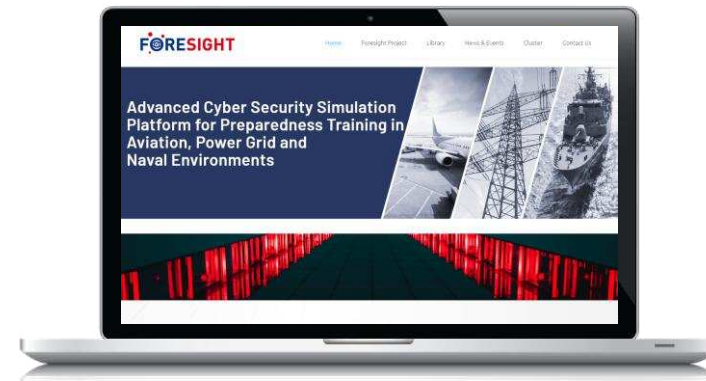 FORESIGHT
Home Foresight Project Library News & Events Cluster Contact Us
Advanced Cyber Security Simulation
Platform for Preparedness Training in
Aviation, Power Grid and
Naval Environments